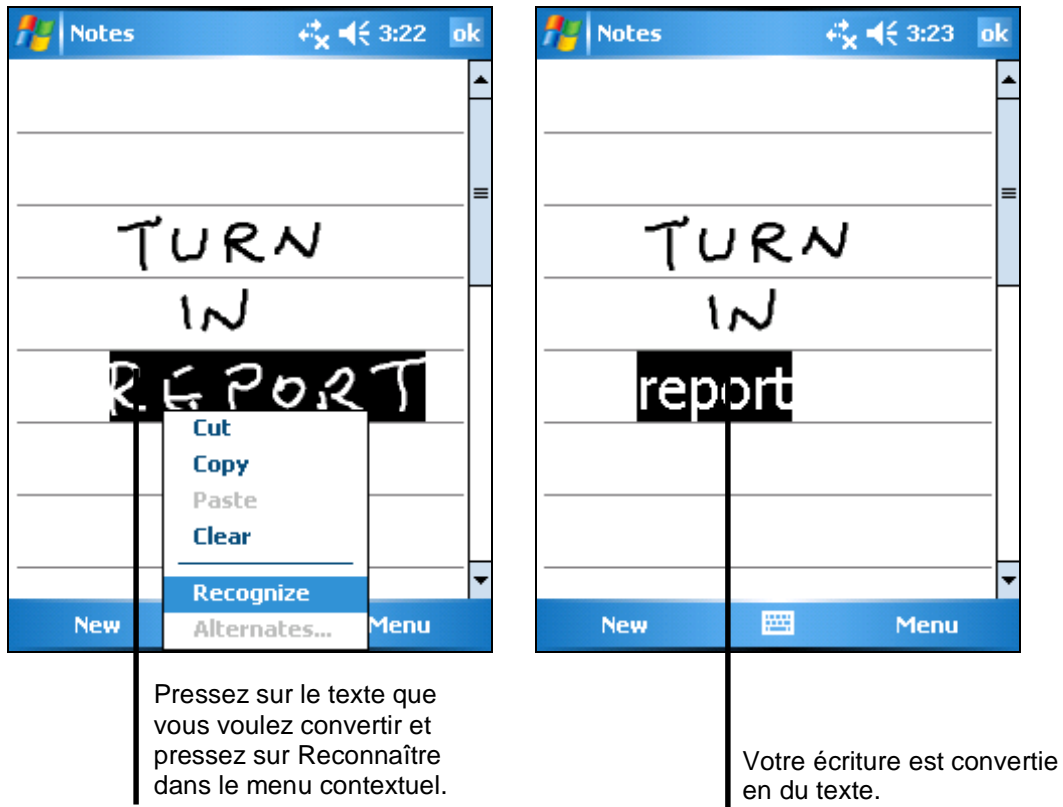 Notes 3:22 ok
TURN
IN
REPORT
Cut
Copy
Paste
Clear
Recognize
Alternates...
New Menu
Pressez sur le texte que
vous voulez convertir et
pressez sur Reconnaître
dans le menu contextuel.
Notes 3:23 ok
TURN
IN
report
New Menu
Votre écriture est convertie
en du texte.